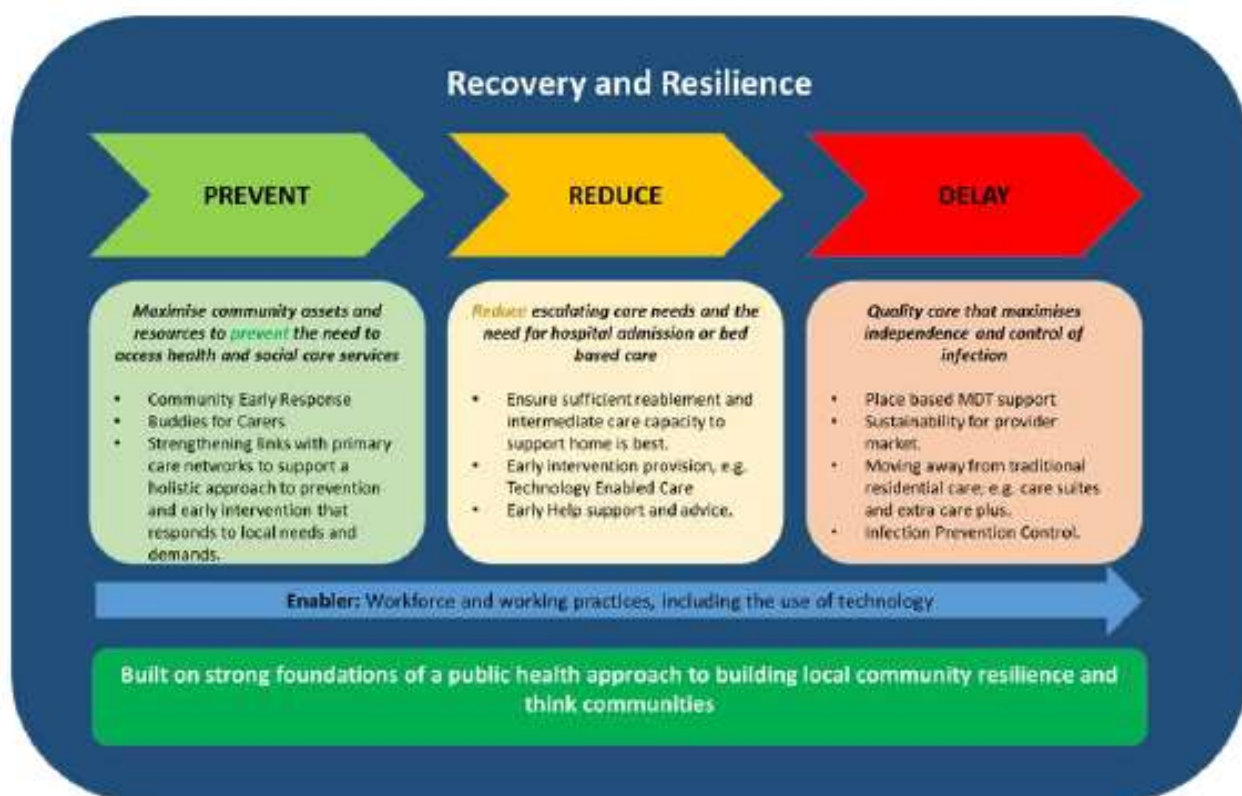 Recovery and Resilience
PREVENT
REDUCE
DELAY
Maximise community assets and
resources to prevent the need to
access health and social care services
• Community Early Response
• Buddies for Carers
• Strengthening links with primary
care networks to support a
holistic approach to prevention
and early intervention that
responds to local needs and
demands.
Reduce escalating care needs and the
need for hospital admission or bed
based care
• Ensure sufficient reablement and
intermediate care capacity to
support home is best.
• Early intervention provision, e.g.
Technology Enabled Care
• Early Help support and advice.
Quality care that maximises
independence and control of
infection
• Place based MDT support
• Sustainability for provider
market.
• Moving away from traditional
residential care; e.g. care suites
and extra care plus.
• Infection Prevention Control.
Enabler: Workforce and working practices, including the use of technology
Built on strong foundations of a public health approach to building local community resilience and
think communities